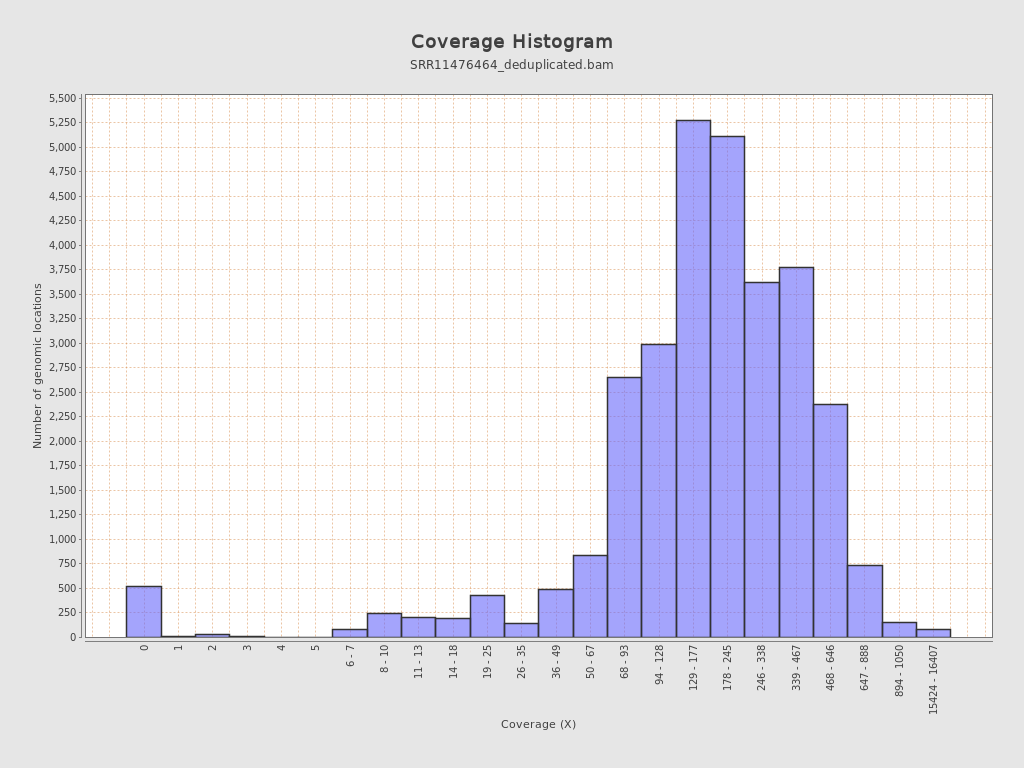 Coverage Histogram
SRR11476464_deduplicated.bam
5,500
5,250
5,000
4,750
4,500
4,250
4,000
3,750
3,500
3,250
3,000
2,750
2,500
2,250
2,000
1,750
1,500
1,250
1,000
750
500
250
0
Number of genomic locations
0
1
2
3
4
5
6 - 7
8 - 10
11 - 13
14 - 18
19 - 25
26 - 35
36 - 49
50 - 67
68 - 93
94 - 128
129 - 177
178 - 245
246 - 338
339 - 467
468 - 646
647 - 888
894 - 1050
15424 - 16407
Coverage (X)